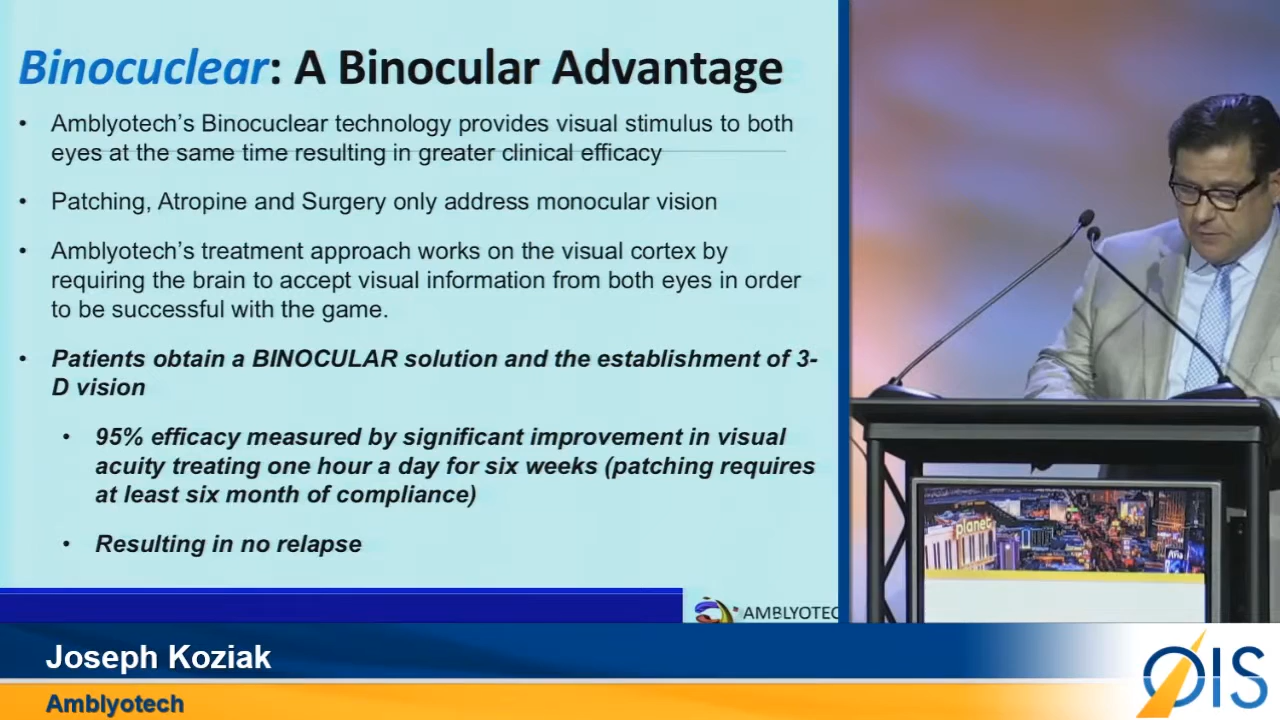 Binocuclear: A Binocular Advantage
• Amblyotech's Binocuclear technology provides visual stimulus to both
eyes at the same time resulting in greater clinical efficacy
• Patching, Atropine and Surgery only address monocular vision
• Amblyotech's treatment approach works on the visual cortex by
requiring the brain to accept visual information from both eyes in order
to be successful with the game.
• Patients obtain a BINOCULAR solution and the establishment of 3-
D vision
• 95% efficacy measured by significant improvement in visual
acuity treating one hour a day for six weeks (patching requires
at least six month of compliance)
• Resulting in no relapse
AMBLYOTEC
planet
Joseph Koziak
Amblyotech
OIS